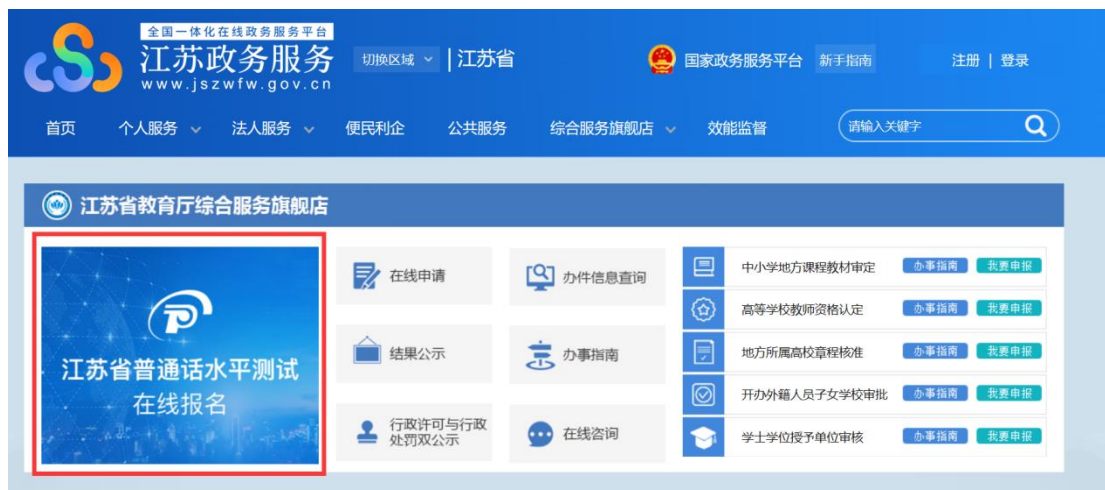 全国一体化在线政务服务平台
江苏政务服务
www.jszwfw.gov.cn
切换区域
江苏省
国家政务服务平台
新手指南
注册 | 登录
首页
个人服务
法人服务
便民利企
公共服务
综合服务旗舰店
效能监督
请输入关键字
江苏省教育厅综合服务旗舰店
江苏省普通话水平测试
在线报名
在线申请
办件信息查询
结果公示
办事指南
行政许可与行政
处罚双公示
在线咨询
中小学地方课程教材审定 办事指南 我要申报
高等学校教师资格认定 办事指南 我要申报
地方所属高校章程核准 办事指南 我要申报
开办外籍人员子女学校审批 办事指南 我要申报
学士学位授予单位审核 办事指南 我要申报